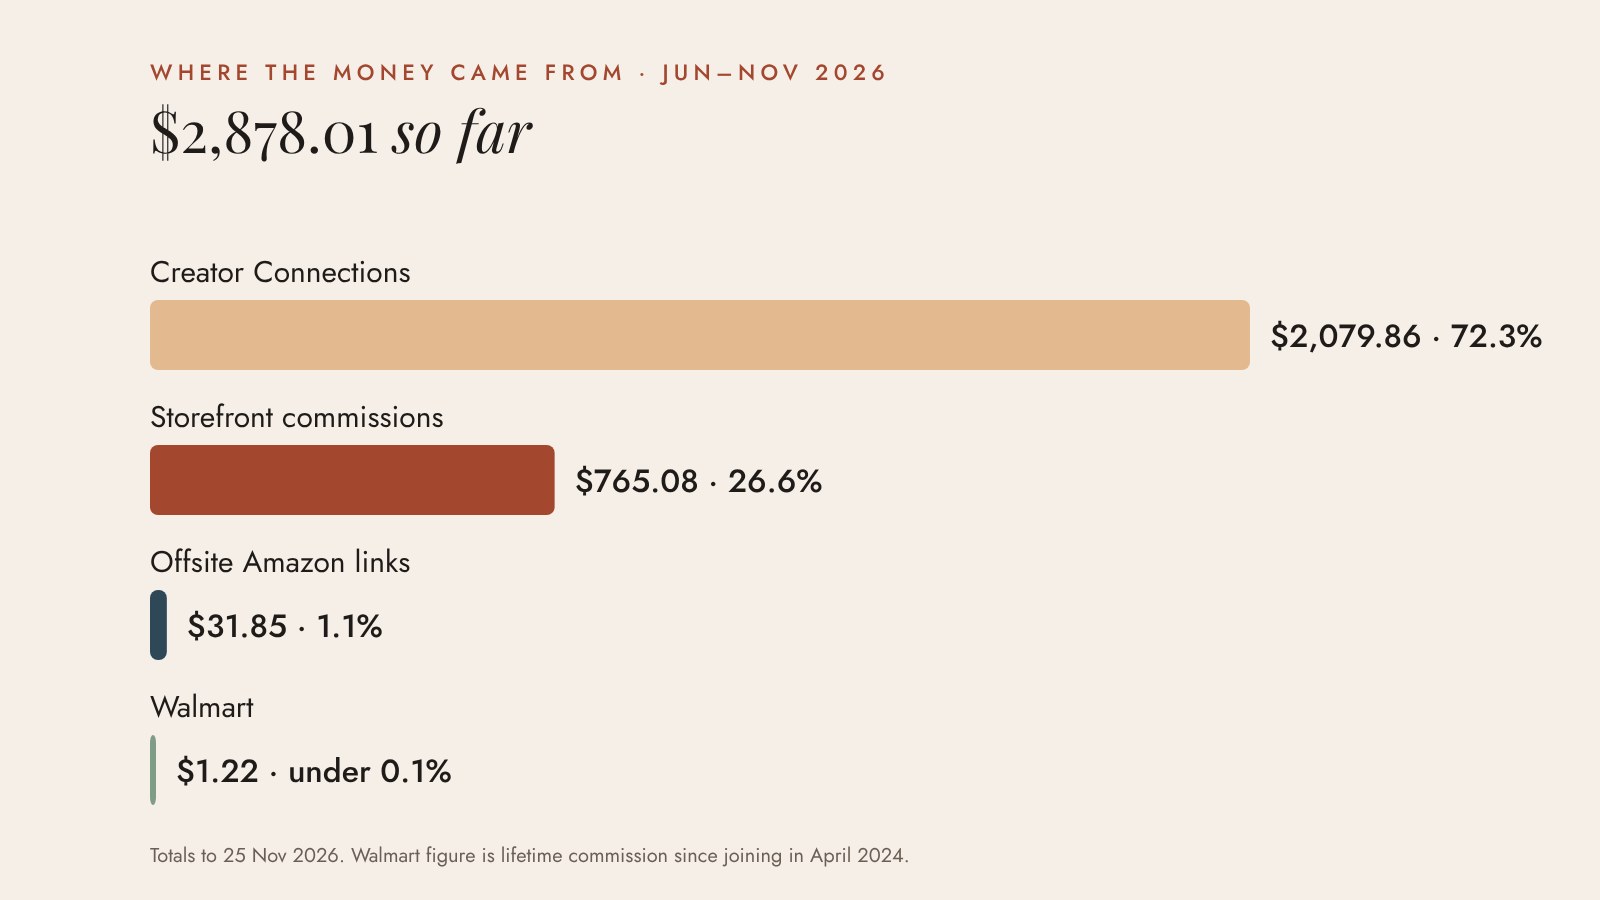 WHERE THE MONEY CAME FROM · JUN–NOV 2026
$2,878.01 so far
Creator Connections
$2,079.86 · 72.3%
Storefront commissions
$765.08 · 26.6%
Offsite Amazon links
$31.85 · 1.1%
Walmart
$1.22 · under 0.1%
Totals to 25 Nov 2026. Walmart figure is lifetime commission since joining in April 2024.